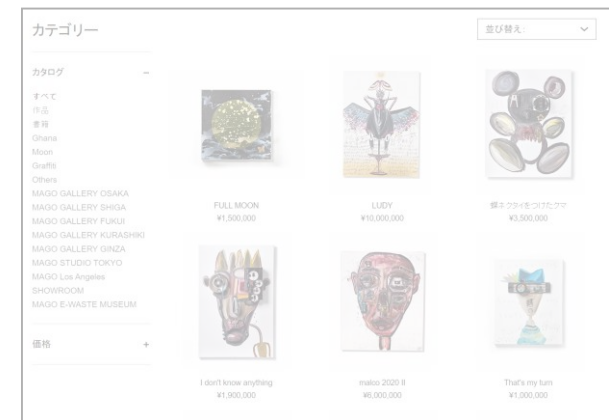 カテゴリー
並び替え:
カタログ
−
すべて
作品
書籍
Ghana
Moon
Graffiti
Others
MAGO GALLERY OSAKA
MAGO GALLERY SHIGA
MAGO GALLERY FUKUI
MAGO GALLERY KURASHIKI
MAGO GALLERY GINZA
MAGO STUDIO TOKYO
MAGO Los Angeles
SHOWROOM
MAGO E-WASTE MUSEUM
価格
+
FULL MOON
¥1,500,000
LUDY
¥10,000,000
蝶ネクタイをつけたクマ
¥3,500,000
I don't know anything
¥1,900,000
maloo 2020 II
¥6,000,000
That's my turn
¥1,000,000